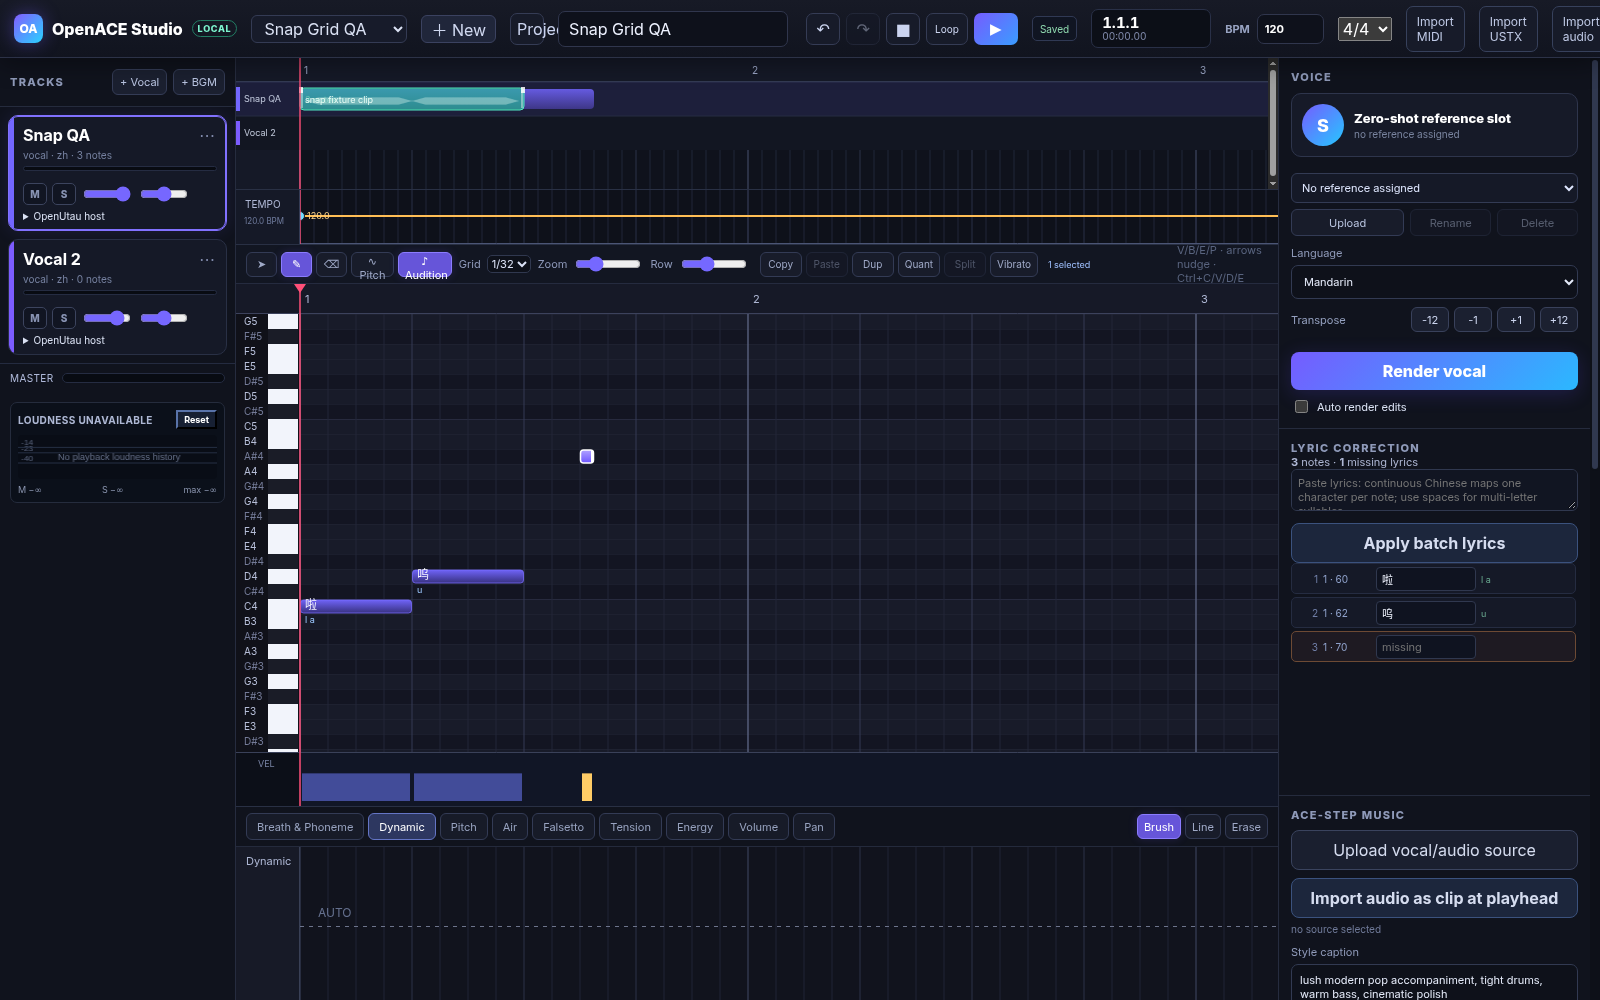 OA OpenACE Studio LOCAL Snap Grid QA + New Projec Snap Grid QA Loop Saved 1.1.1 00:00.00 BPM 120 4/4 Import MIDI Import USTX Import audio
TRACKS + Vocal + BGM
Snap QA ...
vocal · zh · 3 notes
M S
OpenUtau host
Vocal 2 ...
vocal · zh · 0 notes
M S
OpenUtau host
MASTER
LOUDNESS UNAVAILABLE Reset
-14
-23
-40
No playback loudness history
M −∞ S −∞ max −∞
1 2 3
Snap QA snap fixture clip
Vocal 2
TEMPO
120.0 BPM
120.0
Pitch Audition Grid 1/32 Zoom Row Copy Paste Dup Quant Split Vibrato 1 selected
V/B/E/P · arrows
nudge ·
Ctrl+C/V/D/E
1 2 3
G5
F#5
F5
E5
D#5
D5
C#5
C5
B4
A#4
A4
G#4
G4
F#4
F4
E4
D#4
D4 呜
C#4 u
C4 啦
B3 l a
A#3
A3
G#3
G3
F#3
F3
E3
D#3
VEL
Breath & Phoneme Dynamic Pitch Air Falsetto Tension Energy Volume Pan Brush Line Erase
Dynamic
AUTO
VOICE
S Zero-shot reference slot
no reference assigned
No reference assigned
Upload Rename Delete
Language
Mandarin
Transpose -12 -1 +1 +12
Render vocal
Auto render edits
LYRIC CORRECTION
3 notes · 1 missing lyrics
Paste lyrics: continuous Chinese maps one
character per note; use spaces for multi-letter
syllables
Apply batch lyrics
1 1 · 60 啦 l a
2 1 · 62 呜 u
3 1 · 70 missing
ACE-STEP MUSIC
Upload vocal/audio source
Import audio as clip at playhead
no source selected
Style caption
lush modern pop accompaniment, tight drums,
warm bass, cinematic polish